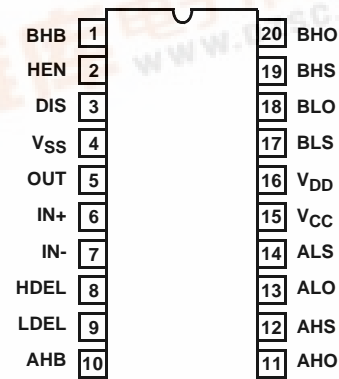 BHB 1 20 BHO
HEN 2 19 BHS
DIS 3 18 BLO
VSS 4 17 BLS
OUT 5 16 VDD
IN+ 6 15 VCC
IN- 7 14 ALS
HDEL 8 13 ALO
LDEL 9 12 AHS
AHB 10 11 AHO